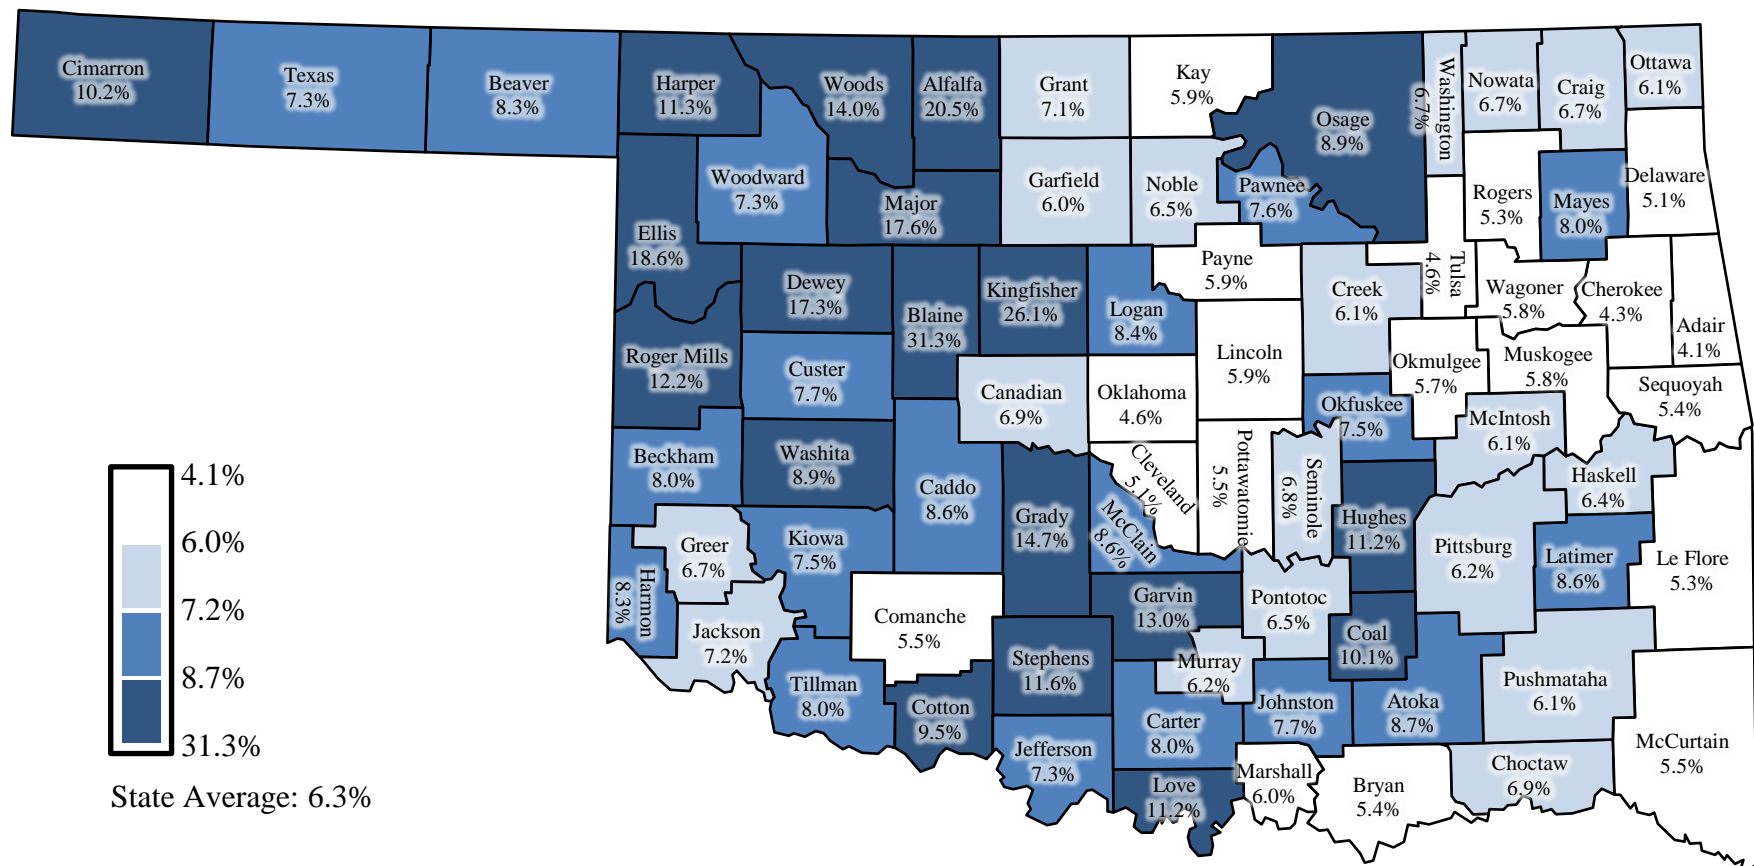 Cimarron
10.2%
Texas
7.3%
Beaver
8.3%
Harper
11.3%
Woods
14.0%
Alfalfa
20.5%
Grant
7.1%
Kay
5.9%
Osage
8.9%
Washington
6.7%
Nowata
6.7%
Craig
6.7%
Ottawa
6.1%
Woodward
7.3%
Major
17.6%
Garfield
6.0%
Noble
6.5%
Pawnee
7.6%
Rogers
5.3%
Mayes
8.0%
Delaware
5.1%
Ellis
18.6%
Dewey
17.3%
Blaine
31.3%
Kingfisher
26.1%
Logan
8.4%
Payne
5.9%
Creek
6.1%
Tulsa
4.6%
Wagoner
5.8%
Cherokee
4.3%
Adair
4.1%
Roger Mills
12.2%
Custer
7.7%
Canadian
6.9%
Oklahoma
4.6%
Lincoln
5.9%
Okmulgee
5.7%
Muskogee
5.8%
Sequoyah
5.4%
Okfuskee
7.5%
McIntosh
6.1%
Beckham
8.0%
Washita
8.9%
Caddo
8.6%
Grady
14.7%
Cleveland
5.1%
McClain
8.6%
Pottawatomie
5.5%
Seminole
6.8%
Hughes
11.2%
Pittsburg
6.2%
Haskell
6.4%
Latimer
8.6%
Le Flore
5.3%
Greer
6.7%
Kiowa
7.5%
Harmon
8.3%
Jackson
7.2%
Comanche
5.5%
Garvin
13.0%
Pontotoc
6.5%
Coal
10.1%
Stephens
11.6%
Murray
6.2%
Tillman
8.0%
Cotton
9.5%
Carter
8.0%
Johnston
7.7%
Atoka
8.7%
Pushmataha
6.1%
McCurtain
5.5%
Jefferson
7.3%
Love
11.2%
Marshall
6.0%
Bryan
5.4%
Choctaw
6.9%
4.1%
6.0%
7.2%
8.7%
31.3%
State Average: 6.3%